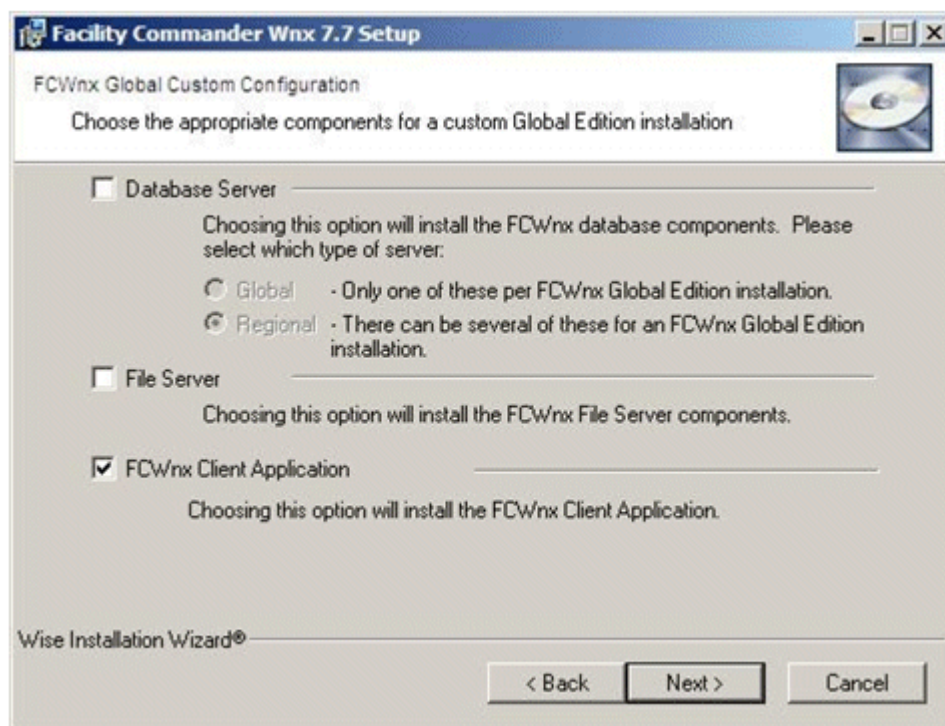 Facility Commander Wnx 7.7 Setup
FCWnx Global Custom Configuration
Choose the appropriate components for a custom Global Edition installation
Database Server
Choosing this option will install the FCWnx database components. Please
select which type of server:
Global - Only one of these per FCWnx Global Edition installation.
Regional - There can be several of these for an FCWnx Global Edition
installation.
File Server
Choosing this option will install the FCWnx File Server components.
FCWnx Client Application
Choosing this option will install the FCWnx Client Application.
Wise Installation Wizard®
< Back Next > Cancel